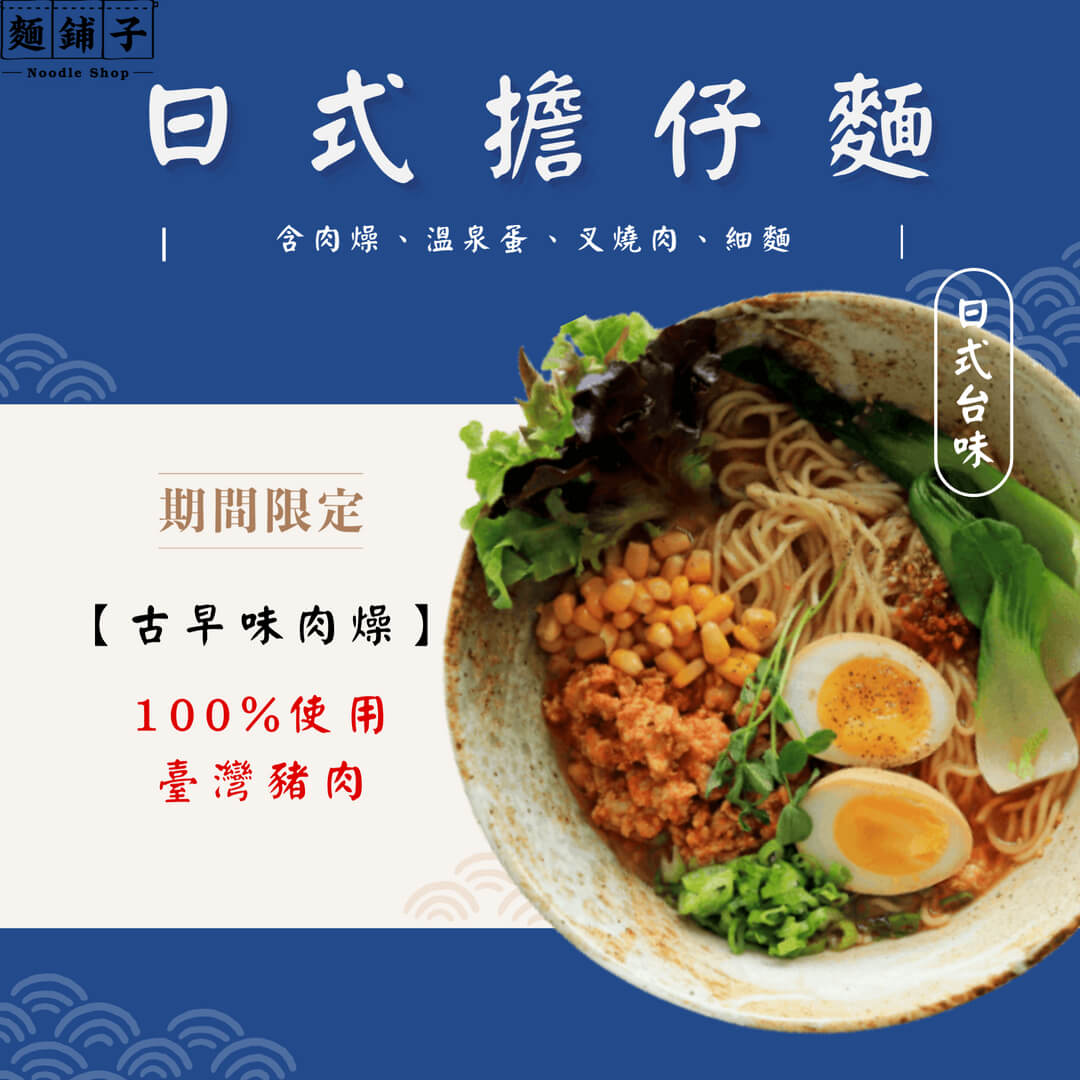 麵鋪子
Noodle Shop
日式擔仔麵
含肉燥、溫泉蛋、叉燒肉、細麵
日式台味
期間限定
【古早味肉燥】
100%使用
臺灣豬肉